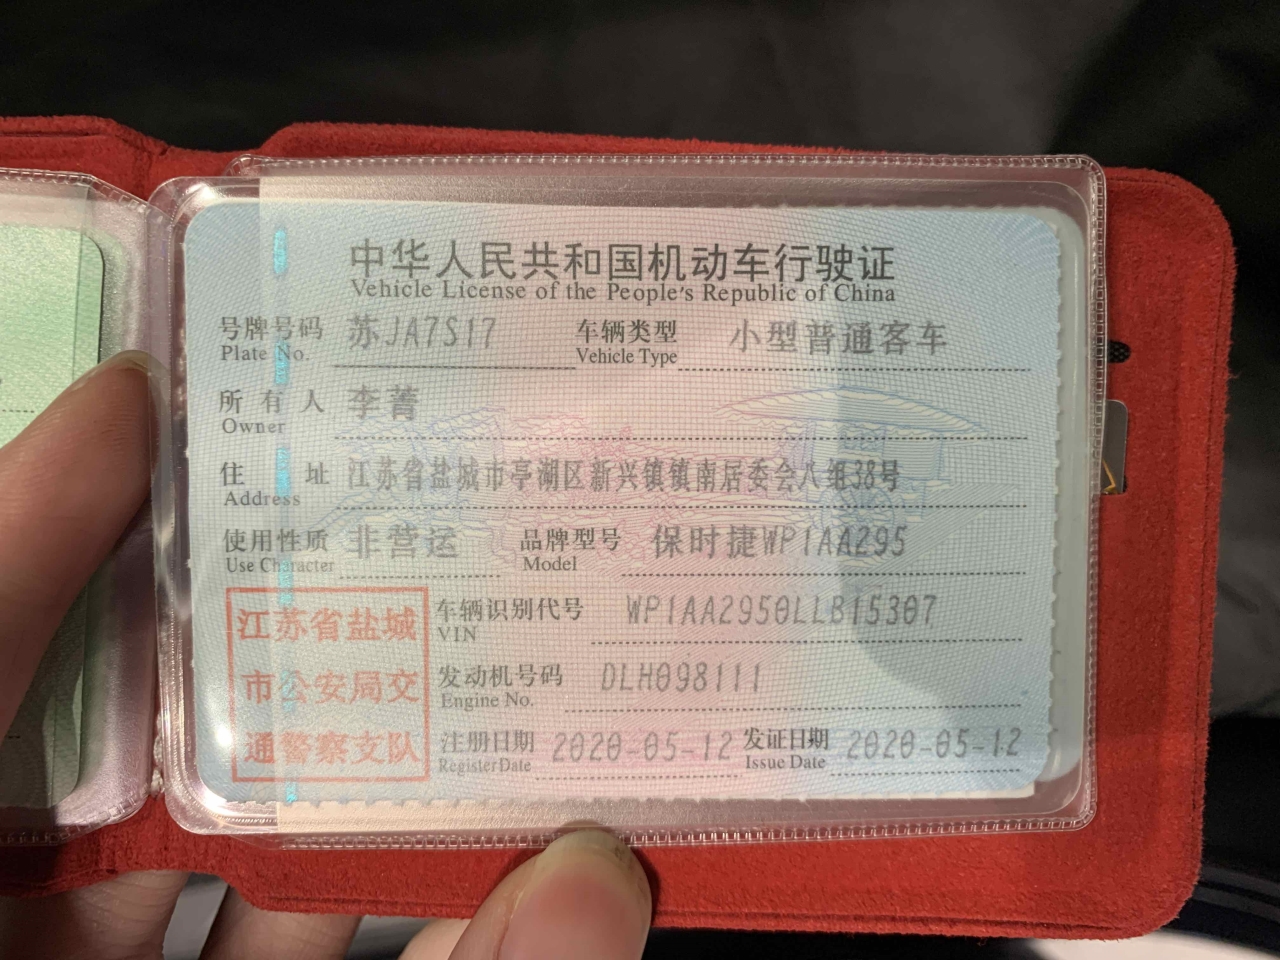 中华人民共和国机动车行驶证
Vehicle License of the People's Republic of China
号牌号码 苏JA7S17 车辆类型 小型普通客车
Plate No. Vehicle Type
所有人 李菁
Owner
住址 江苏省盐城市亭湖区新兴镇镇南居委会八组38号
Address
使用性质 非营运 品牌型号 保时捷WP1AA295
Use Character Model
江苏省盐城
市公安局交
通警察支队
车辆识别代号 WP1AA2950LLB15307
VIN
发动机号码 DLH098111
Engine No.
注册日期 2020-05-12 发证日期 2020-05-12
Register Date Issue Date